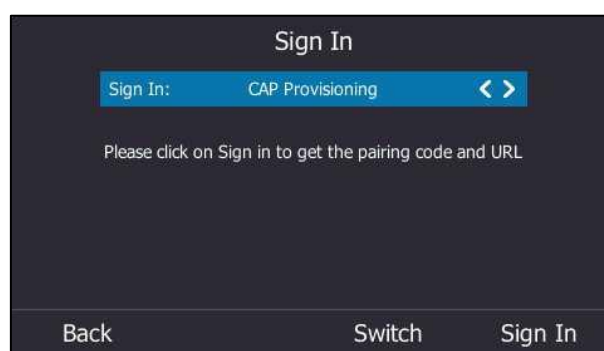 Sign In
Sign In: CAP Provisioning < >
Please click on Sign in to get the pairing code and URL
Back Switch Sign In